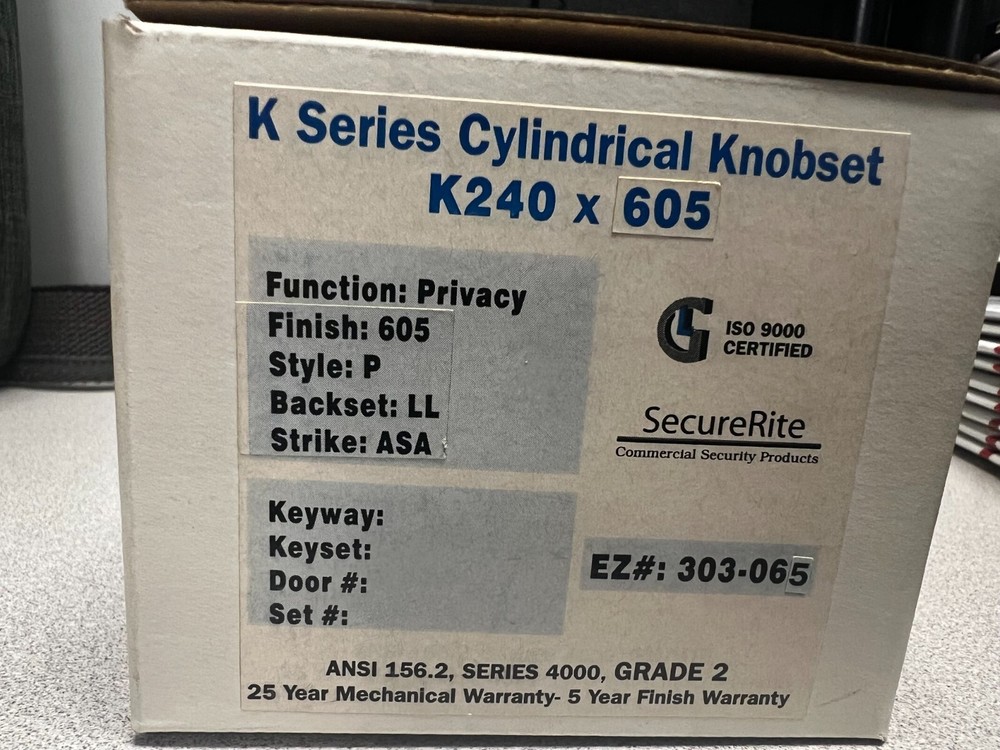 K Series Cylindrical Knobset
K240 x 605
Function: Privacy
Finish: 605
Style: P
Backset: LL
Strike: ASA
ISO 9000
CERTIFIED
SecureRite
Commercial Security Products
Keyway:
Keyset:
Door #:
Set #:
EZ#: 303-065
ANSI 156.2, SERIES 4000, GRADE 2
25 Year Mechanical Warranty- 5 Year Finish Warranty